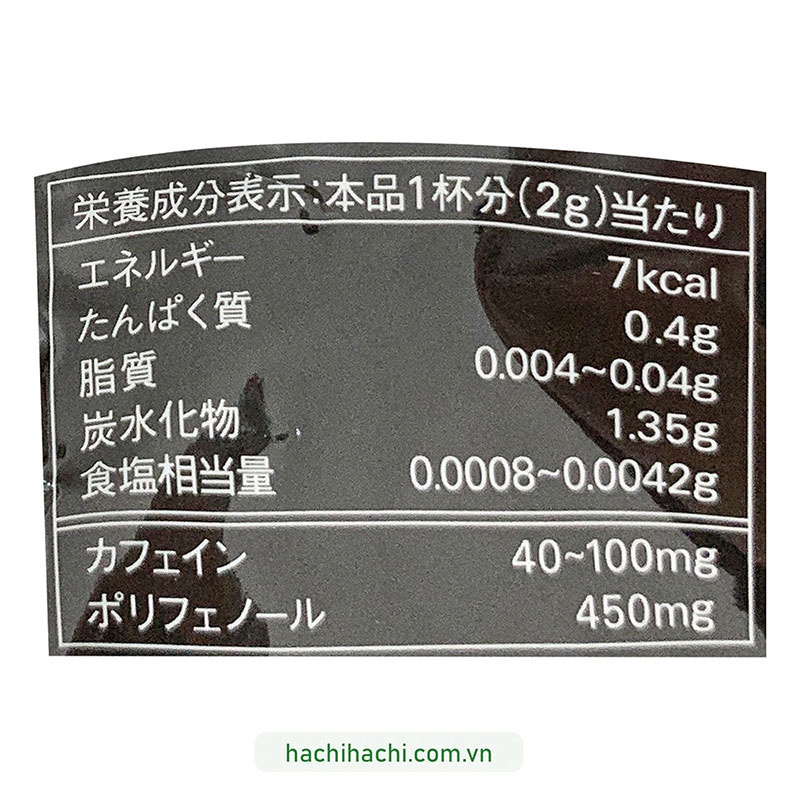 栄養成分表示:本品1杯分(2g)当たり
エネルギー 7kcal
たんぱく質 0.4g
脂質 0.004~0.04g
炭水化物 1.35g
食塩相当量 0.0008~0.0042g
カフェイン 40~100mg
ポリフェノール 450mg
hachihachi.com.vn